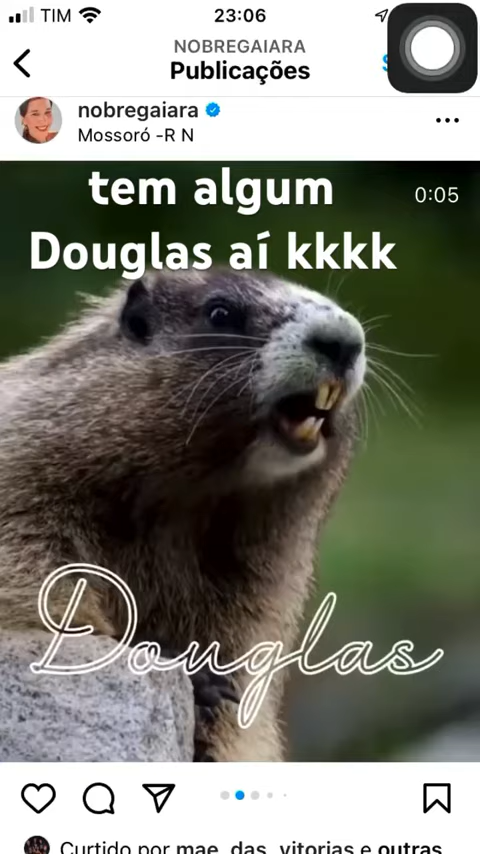 TIM
23:06
NOBREGAIARA
Publicações
nobregaiara
Mossoró -R N
tem algum
0:05
Douglas aí kkkk
Douglas
Curtido por mae_das_vitorias e outras